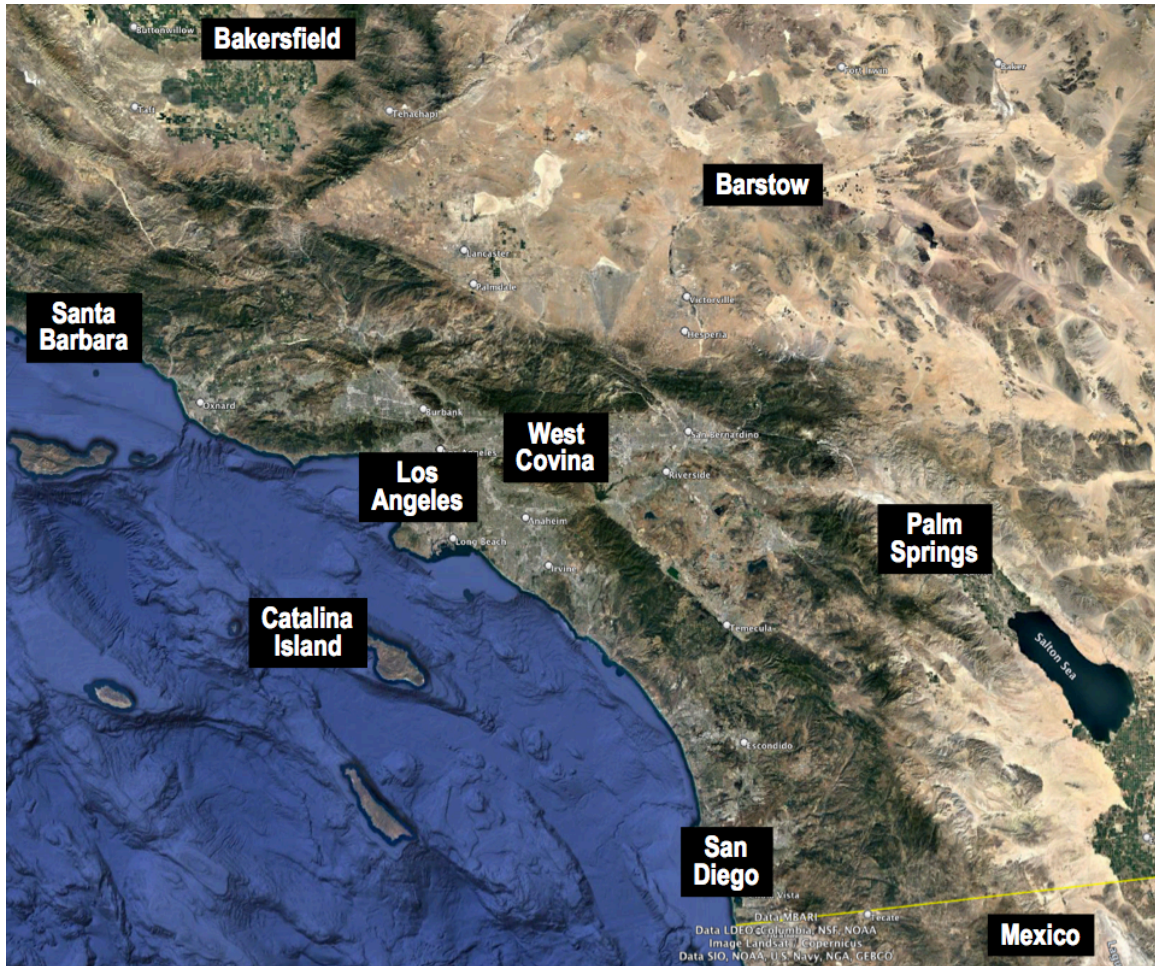 Buttonwillow
Bakersfield
Fort Irwin
Baker
Taft
Tehachapi
Barstow
Lancaster
Palmdale
Victorville
Santa
Barbara
Hesperia
Oxnard
Burbank
West
Covina
San Bernardino
Los
Angeles
Riverside
Palm
Springs
Anaheim
Long Beach
Irvine
Catalina
Island
Temecula
Salton Sea
Escondido
San
Diego
Vista
Data MBARI
Tecate
Data LDEO-Columbia, NSF, NOAA
Mexico
Image Landsat / Copernicus
Data SIO, NOAA, U.S. Navy, NGA, GEBCO